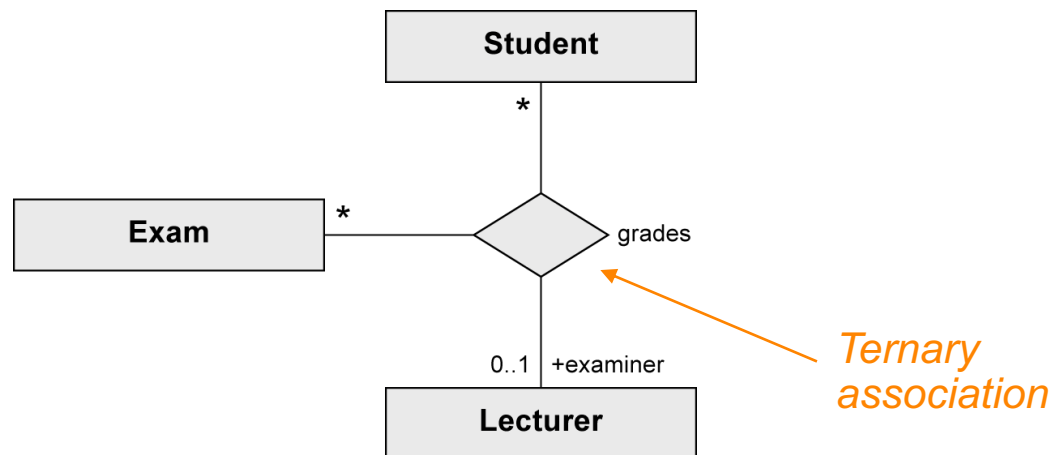 Student
*
*
Exam
grades
Ternary
association
0..1 +examiner
Lecturer